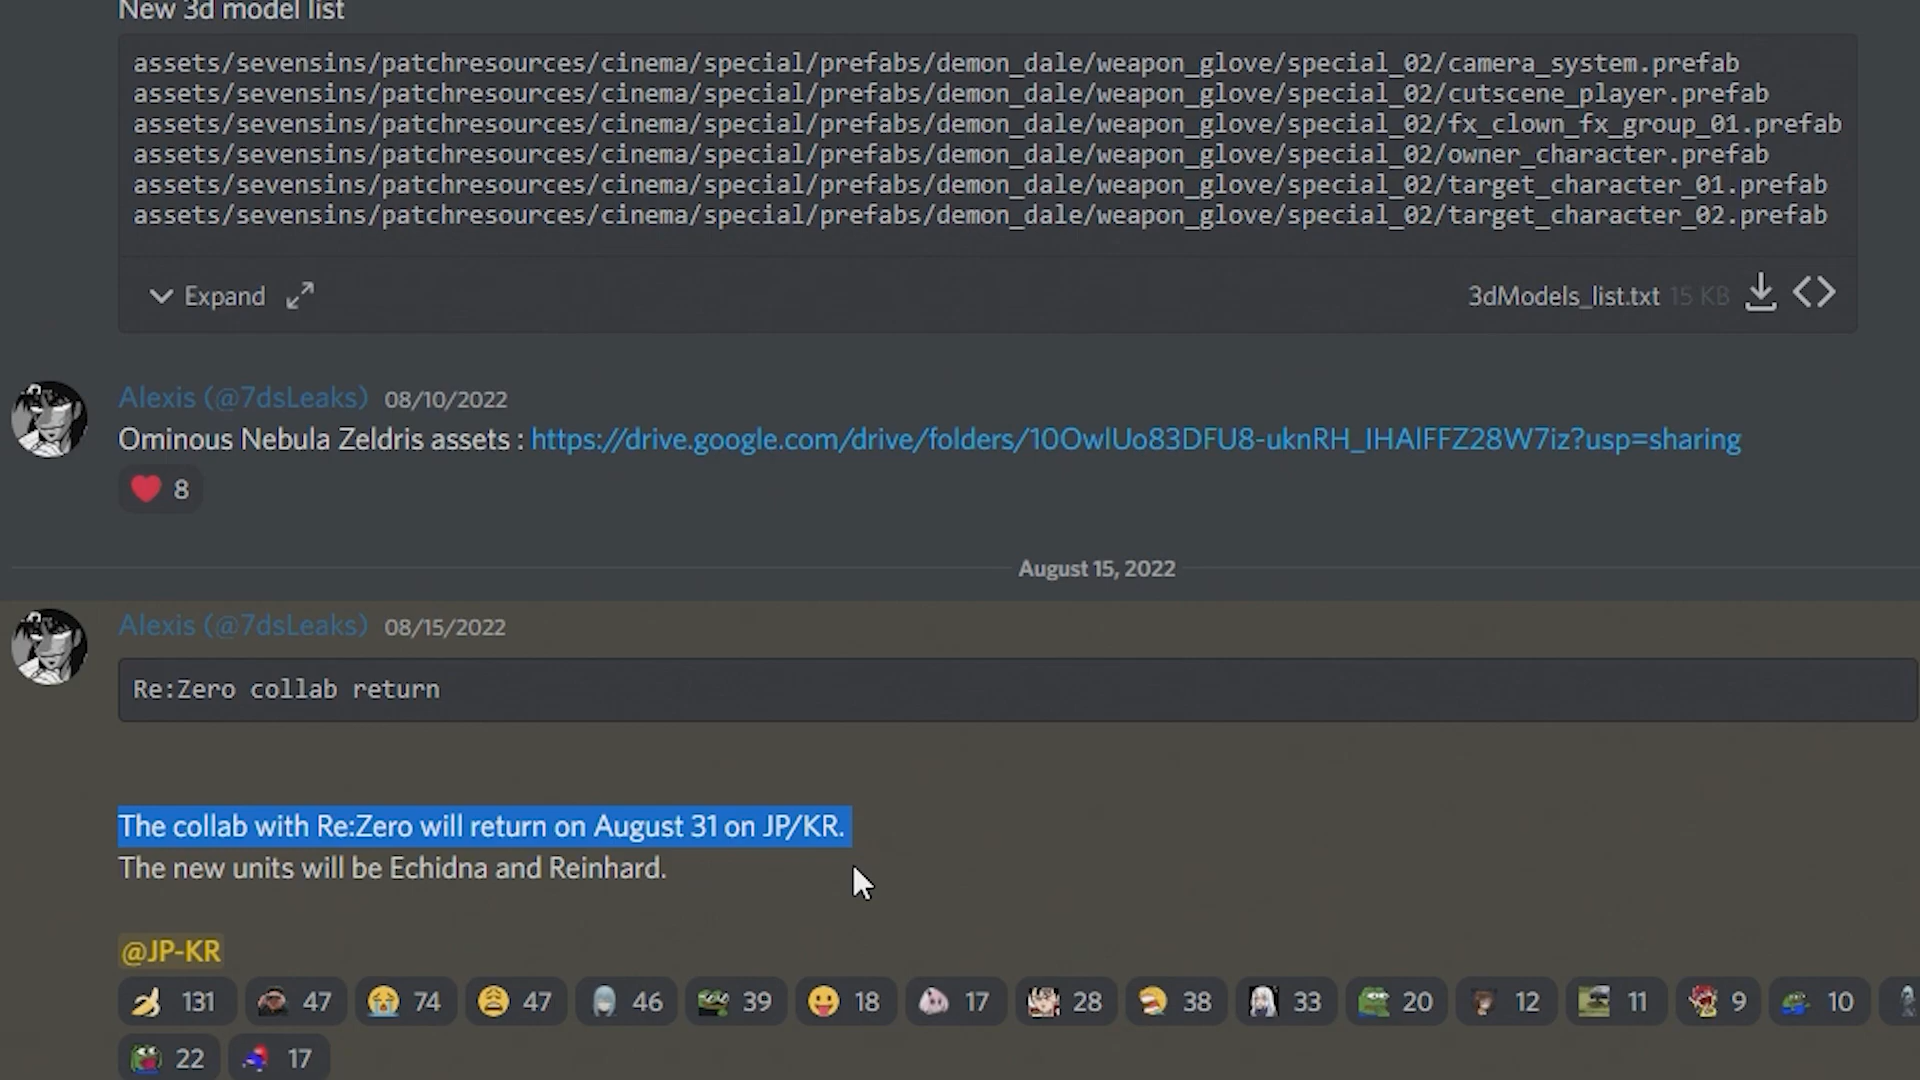 New 3d model list
assets/sevensins/patchresources/cinema/special/prefabs/demon_dale/weapon_glove/special_02/camera_system.prefab
assets/sevensins/patchresources/cinema/special/prefabs/demon_dale/weapon_glove/special_02/cutscene_player.prefab
assets/sevensins/patchresources/cinema/special/prefabs/demon_dale/weapon_glove/special_02/fx_clown_fx_group_01.prefab
assets/sevensins/patchresources/cinema/special/prefabs/demon_dale/weapon_glove/special_02/owner_character.prefab
assets/sevensins/patchresources/cinema/special/prefabs/demon_dale/weapon_glove/special_02/target_character_01.prefab
assets/sevensins/patchresources/cinema/special/prefabs/demon_dale/weapon_glove/special_02/target_character_02.prefab
Expand 3dModels_list.txt 15 KB
Alexis (@7dsLeaks) 08/10/2022
Ominous Nebula Zeldris assets : https://drive.google.com/drive/folders/10OwlUo83DFU8-uknRH_IHAlFFZ28W7iz?usp=sharing
8
August 15, 2022
Alexis (@7dsLeaks) 08/15/2022
Re:Zero collab return
The collab with Re:Zero will return on August 31 on JP/KR.
The new units will be Echidna and Reinhard.
@JP-KR
131 47 74 47 46 39 18 17 28 38 33 20 12 11 9 10
22 17